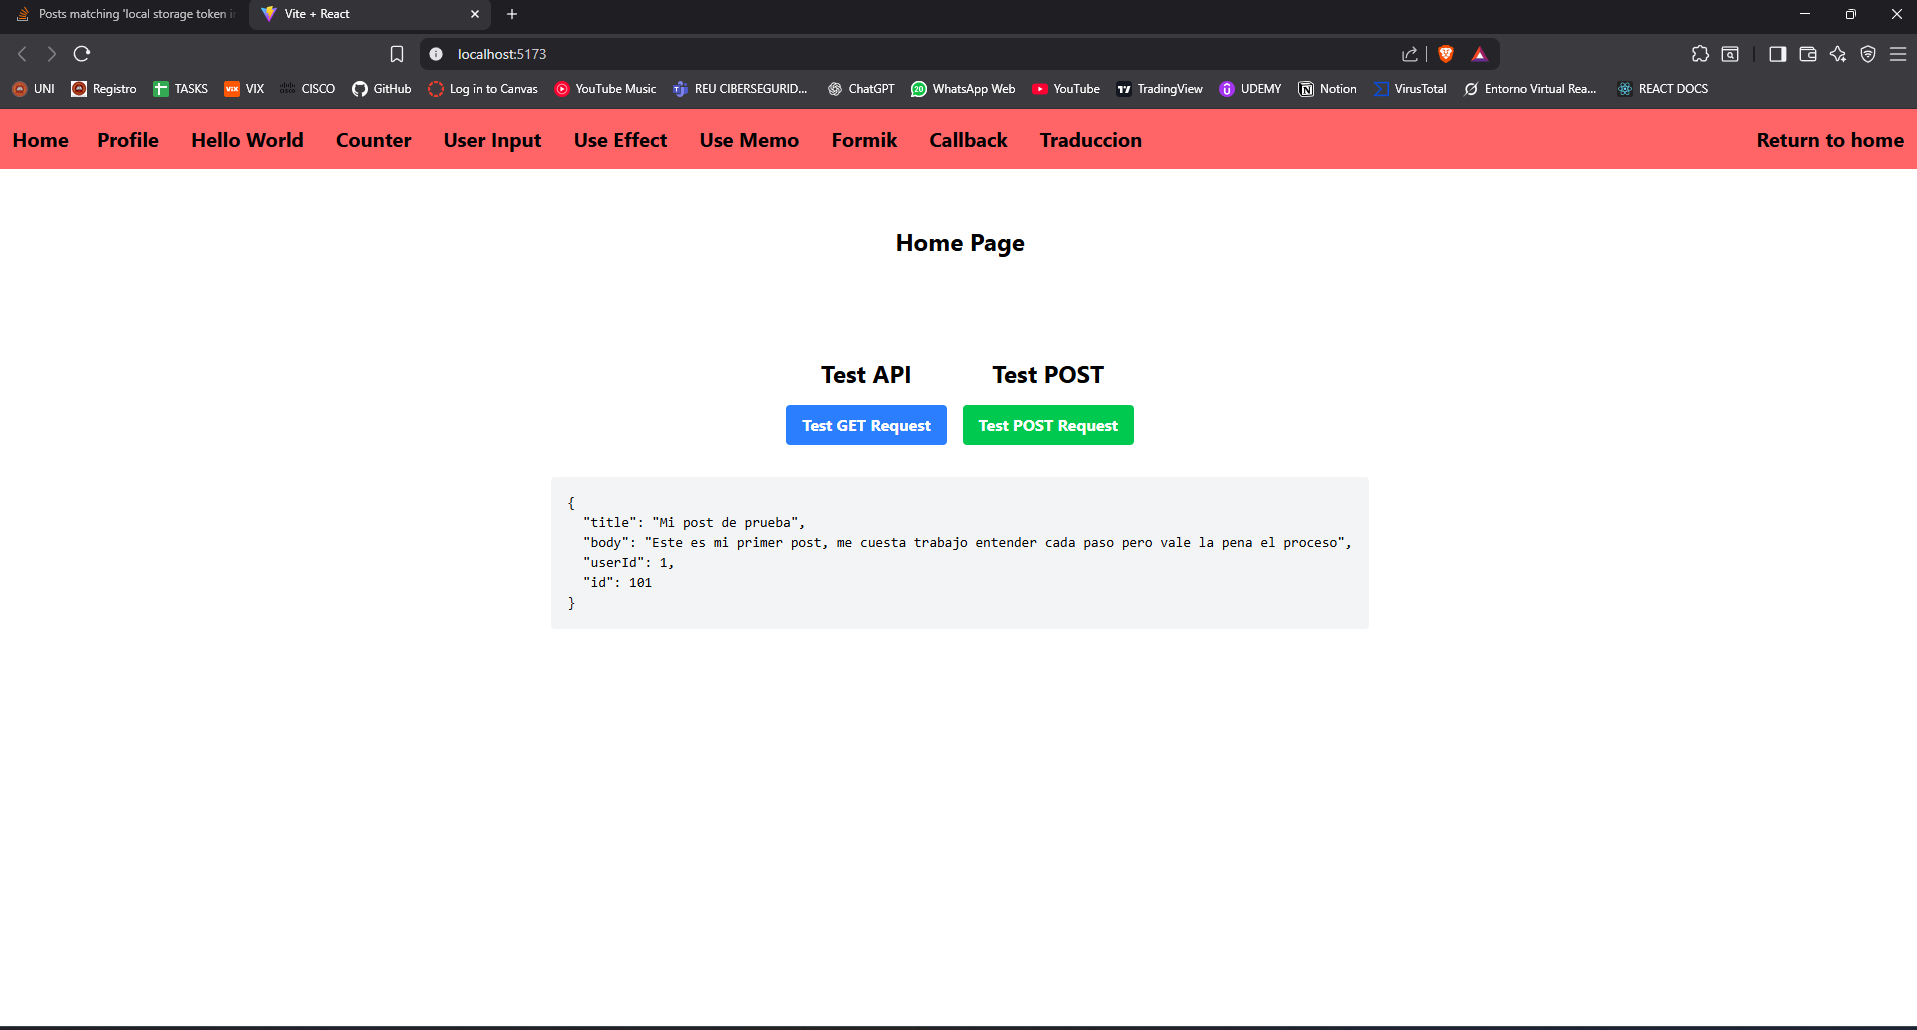 Posts matching 'local storage token i
Vite + React
localhost:5173
UNI Registro TASKS VIX CISCO GitHub Log in to Canvas YouTube Music REU CIBERSEGURID... ChatGPT WhatsApp Web YouTube TradingView UDEMY Notion VirusTotal Entorno Virtual Rea... REACT DOCS
Home Profile Hello World Counter User Input Use Effect Use Memo Formik Callback Traduccion Return to home
Home Page
Test API Test POST
Test GET Request Test POST Request
{
"title": "Mi post de prueba",
"body": "Este es mi primer post, me cuesta trabajo entender cada paso pero vale la pena el proceso",
"userId": 1,
"id": 101
}